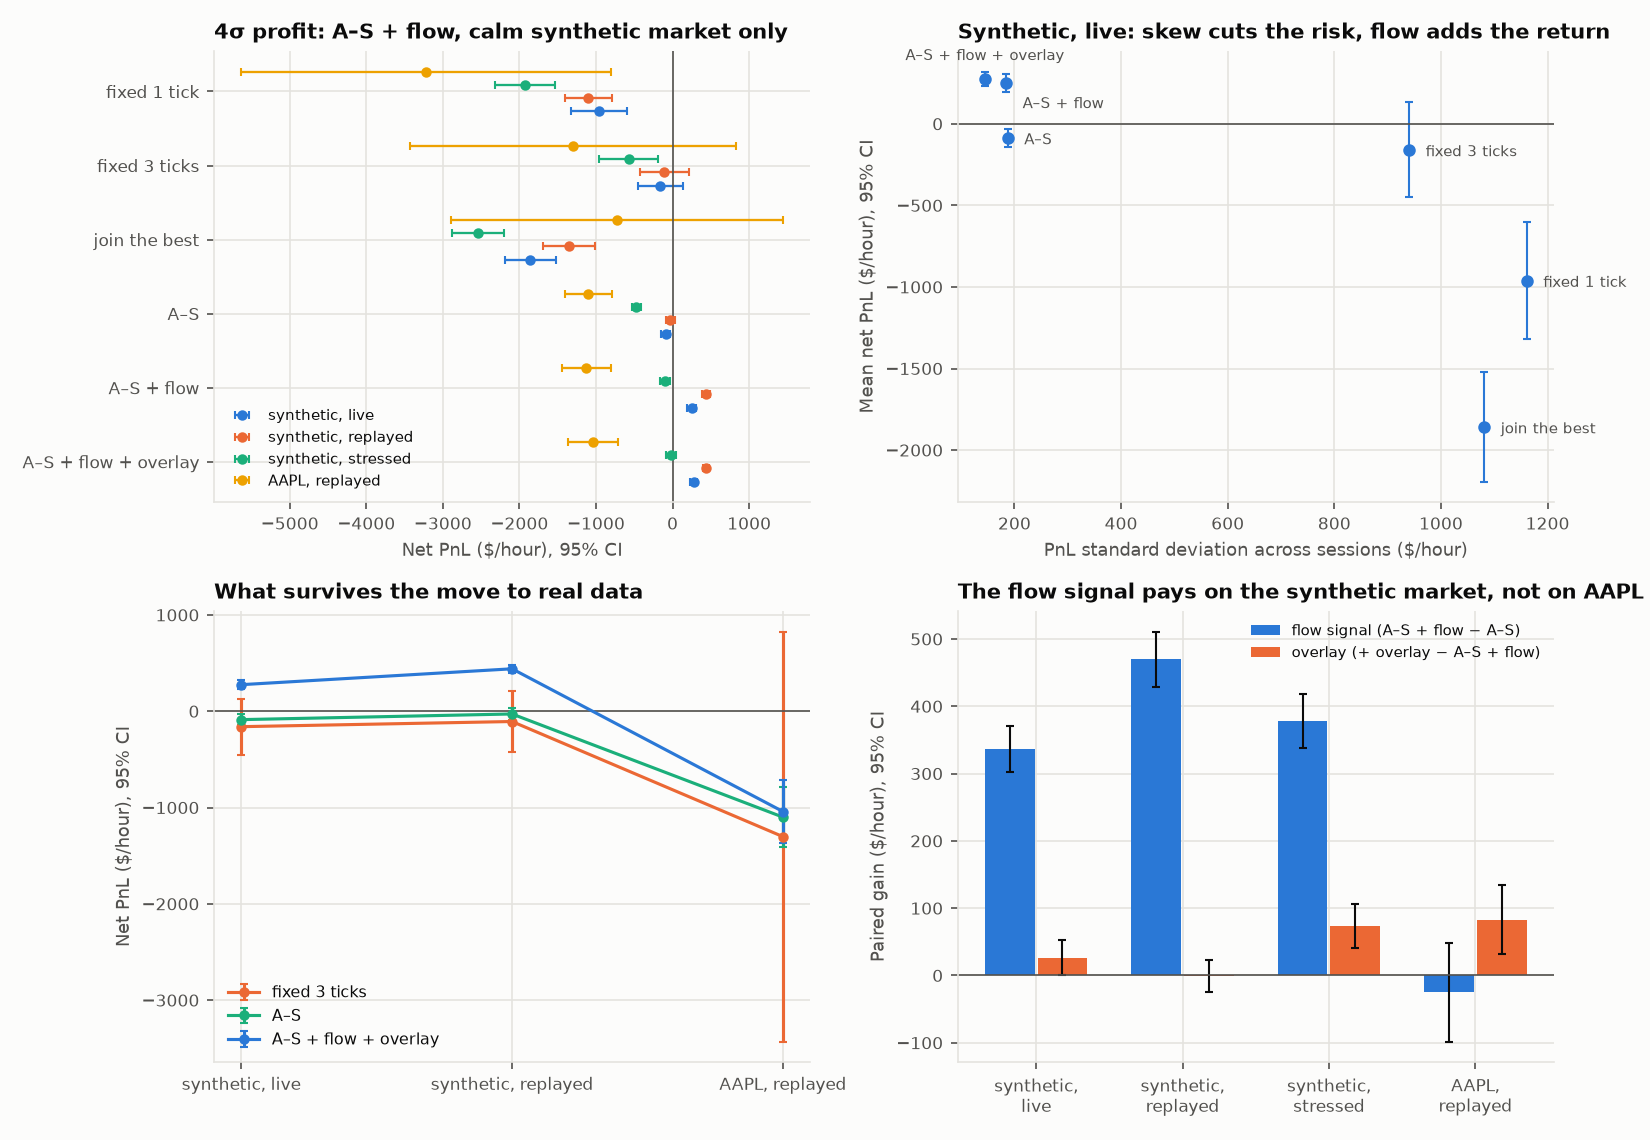 4σ profit: A–S + flow, calm synthetic market only
fixed 1 tick
fixed 3 ticks
join the best
A–S
A–S + flow
A–S + flow + overlay
synthetic, live
synthetic, replayed
synthetic, stressed
AAPL, replayed
−5000 −4000 −3000 −2000 −1000 0 1000
Net PnL ($/hour), 95% CI
Synthetic, live: skew cuts the risk, flow adds the return
A–S + flow + overlay
A–S + flow
A–S
fixed 3 ticks
fixed 1 tick
join the best
0
−500
−1000
−1500
−2000
Mean net PnL ($/hour), 95% CI
200 400 600 800 1000 1200
PnL standard deviation across sessions ($/hour)
What survives the move to real data
1000
0
−1000
−2000
−3000
Net PnL ($/hour), 95% CI
fixed 3 ticks
A–S
A–S + flow + overlay
synthetic, live synthetic, replayed AAPL, replayed
The flow signal pays on the synthetic market, not on AAPL
flow signal (A–S + flow − A–S)
overlay (+ overlay − A–S + flow)
500
400
300
200
100
0
−100
Paired gain ($/hour), 95% CI
synthetic,
live
synthetic,
replayed
synthetic,
stressed
AAPL,
replayed